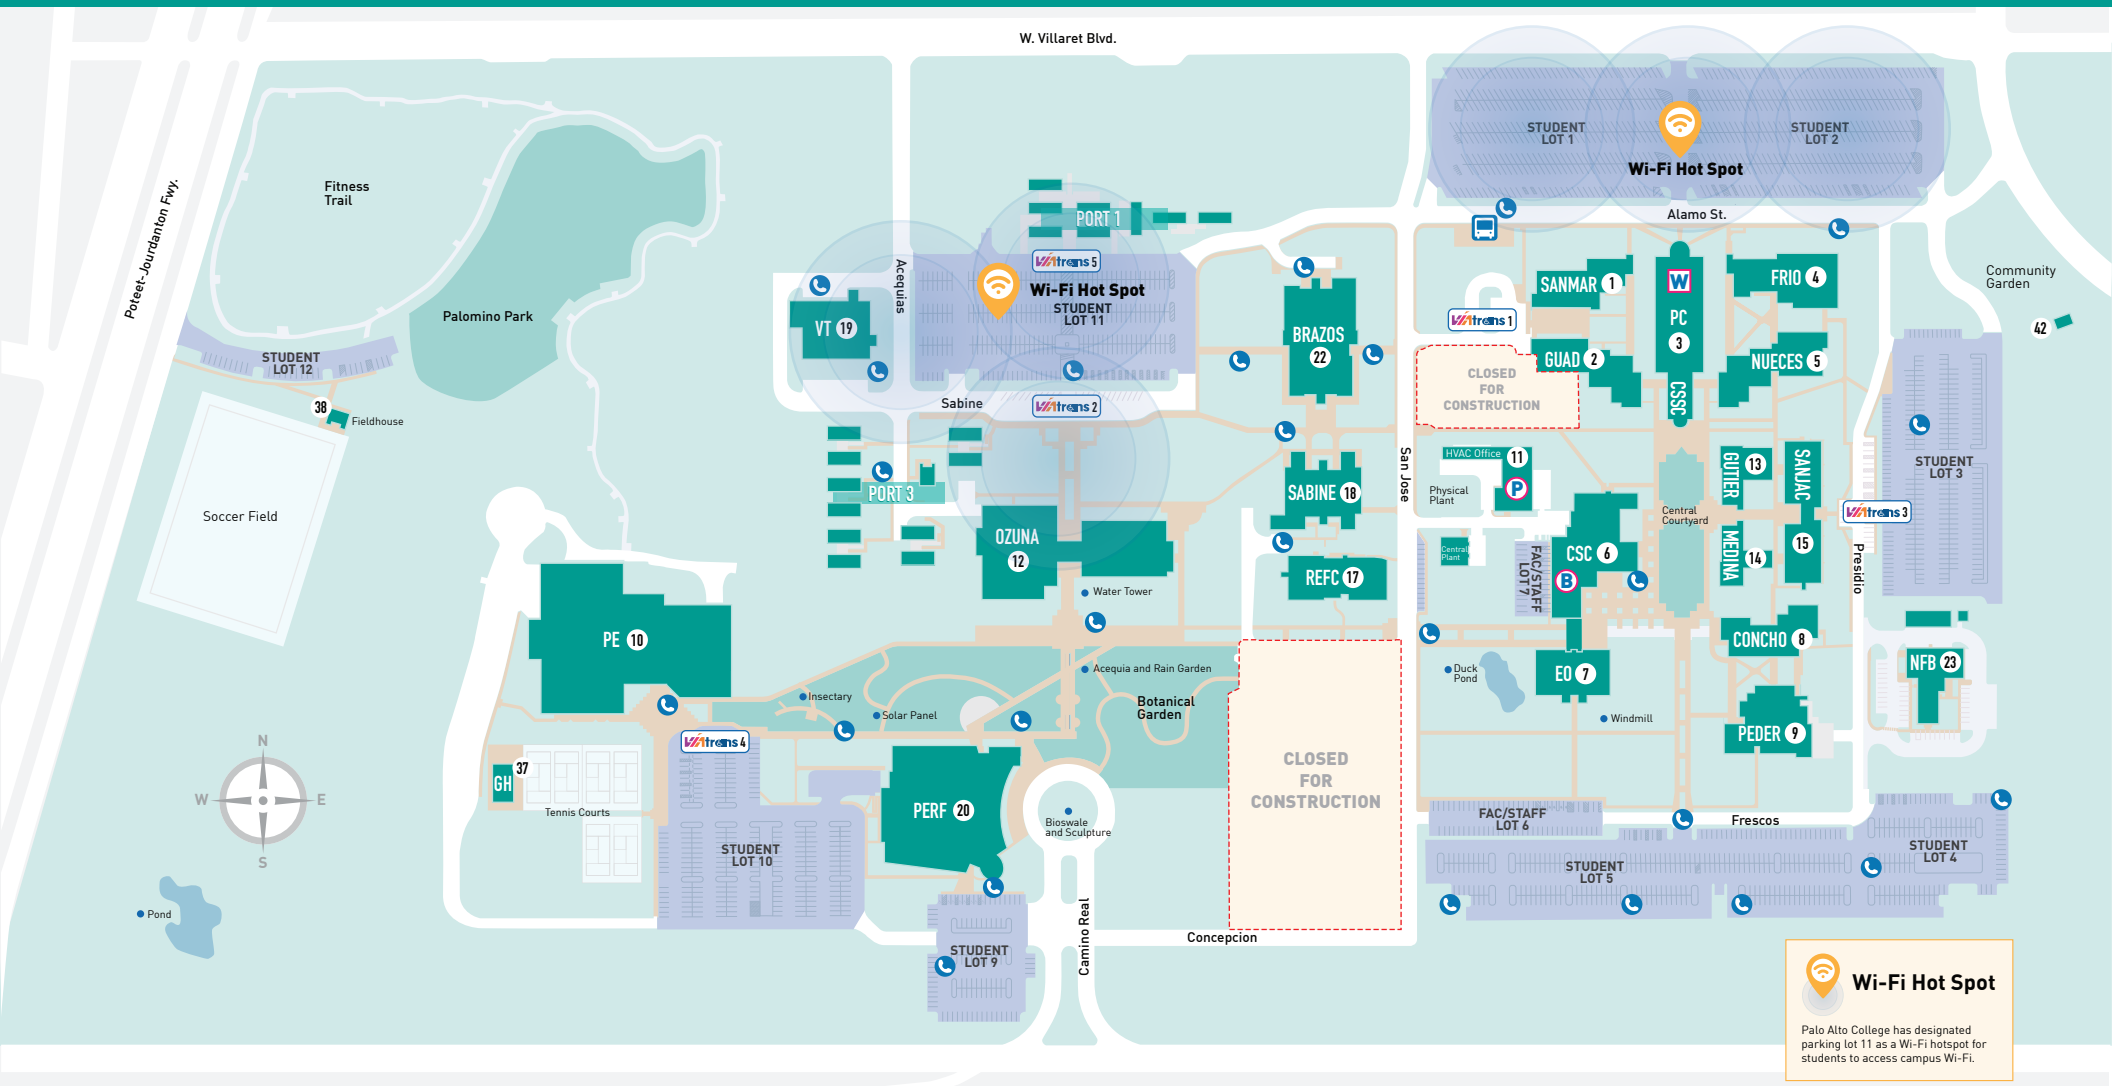 W. Villaret Blvd.
Poteet-Jourdanton Fwy.
Fitness
Trail
Palomino Park
STUDENT
LOT 12
38
Fieldhouse
Soccer Field
N
W
E
S
Pond
Acequias
VT 19
PORT 1
VIAtrans 5
Wi-Fi Hot Spot
STUDENT
LOT 11
Sabine
VIAtrans 2
PORT 3
OZUNA
12
Water Tower
Acequia and Rain Garden
Botanical
Garden
Insectary
Solar Panel
PE 10
VIAtrans 4
GH
37
Tennis Courts
STUDENT
LOT 10
PERF 20
Bioswale
and Sculpture
STUDENT
LOT 9
Camino Real
Concepcion
CLOSED
FOR
CONSTRUCTION
BRAZOS
22
SABINE 18
REFC 17
San Jose
STUDENT
LOT 1
STUDENT
LOT 2
Wi-Fi Hot Spot
Alamo St.
SANMAR 1
W
PC
3
CSSC
FRIO 4
VIAtrans 1
GUAD 2
NUECES 5
CLOSED
FOR
CONSTRUCTION
Community
Garden
42
HVAC Office
11
P
Physical
Plant
Central
Plant
FAC/STAFF
LOT 7
CSC 6
B
Central
Courtyard
GUTIER
13
SANJAC
MEDINA
14
15
VIAtrans 3
Presidio
STUDENT
LOT 3
CONCHO 8
NFB 23
EO 7
Duck
Pond
Windmill
PEDER 9
FAC/STAFF
LOT 6
Frescos
STUDENT
LOT 5
STUDENT
LOT 4
Wi-Fi Hot Spot
Palo Alto College has designated
parking lot 11 as a Wi-Fi hotspot for
students to access campus Wi-Fi.